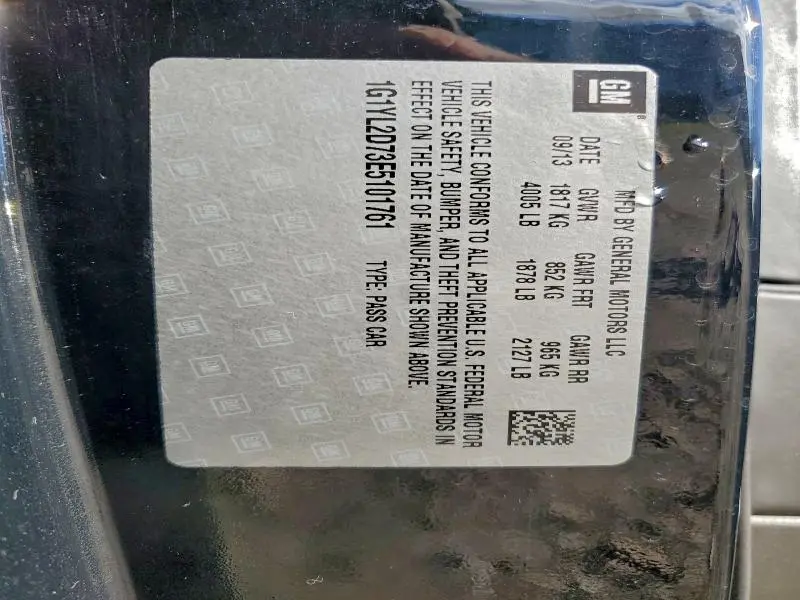 GM
MFD BY GENERAL MOTORS LLC
DATE GVWR GAWR FRT GAWR RR
09/13 1817 KG 852 KG 965 KG
4005 LB 1878 LB 2127 LB
THIS VEHICLE CONFORMS TO ALL APPLICABLE U.S. FEDERAL MOTOR
VEHICLE SAFETY, BUMPER, AND THEFT PREVENTION STANDARDS IN
EFFECT ON THE DATE OF MANUFACTURE SHOWN ABOVE.
1G1YL2D73E5101761 TYPE: PASS CAR